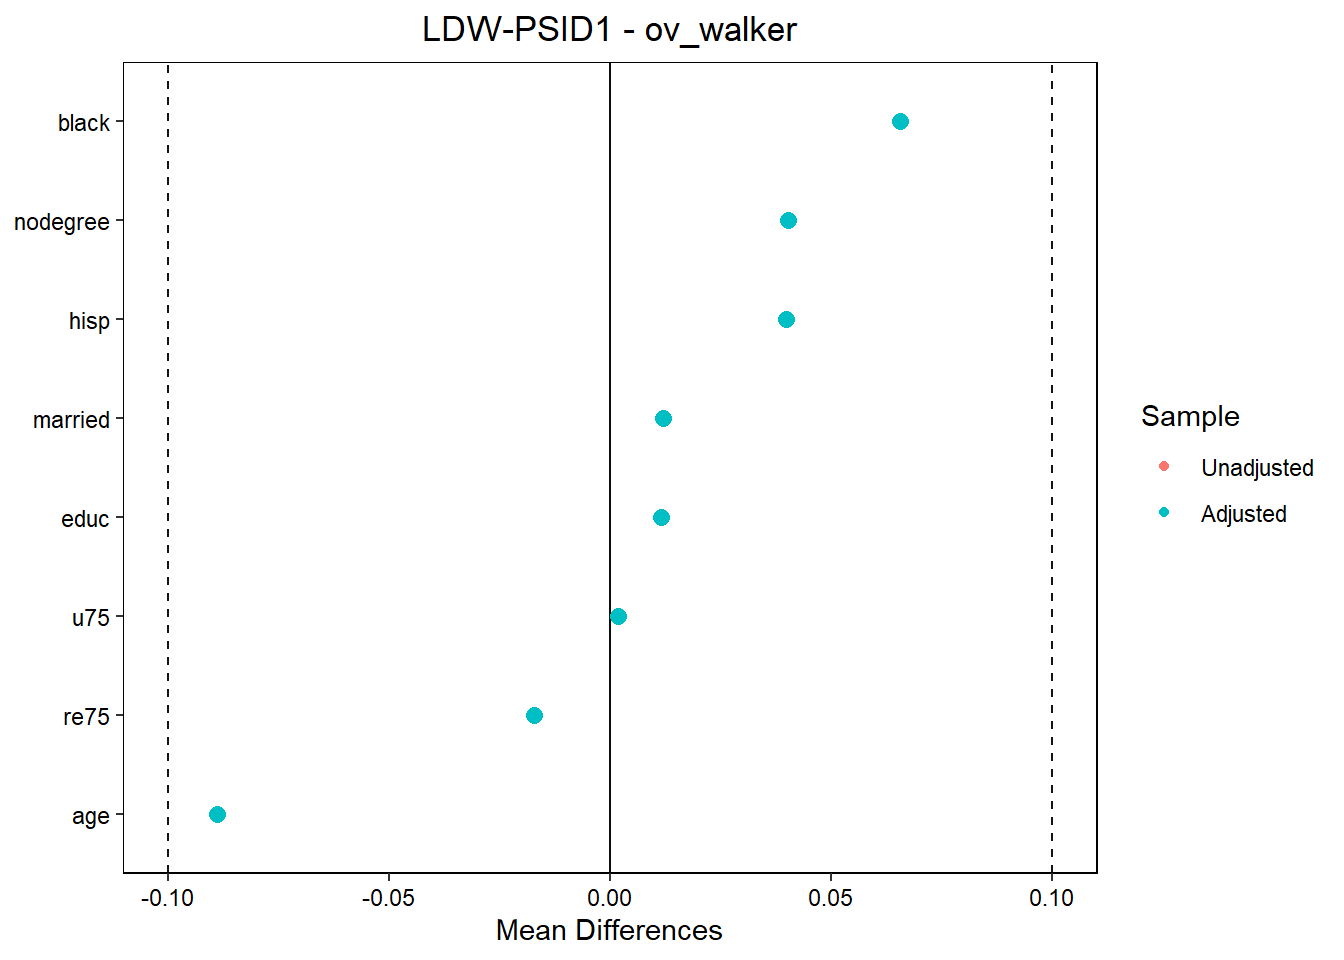 LDW-PSID1 - ov_walker
black
nodegree
hisp
married
educ
u75
re75
age
-0.10
-0.05
0.00
0.05
0.10
Mean Differences
Sample
Unadjusted
Adjusted